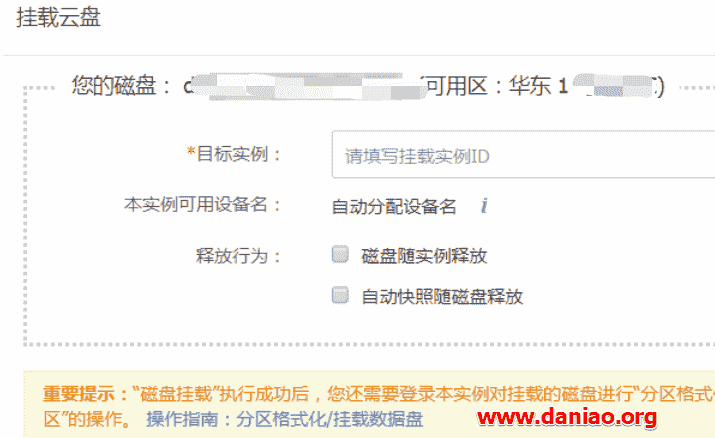 挂载云盘
您的磁盘： d (可用区：华东 1 )
*目标实例： 请填写挂载实例ID
本实例可用设备名： 自动分配设备名 i
释放行为： 磁盘随实例释放
自动快照随磁盘释放
重要提示：“磁盘挂载”执行成功后，您还需要登录本实例对挂载的磁盘进行“分区格式
区”的操作。 操作指南：分区格式化/挂载数据盘
www.daniao.org